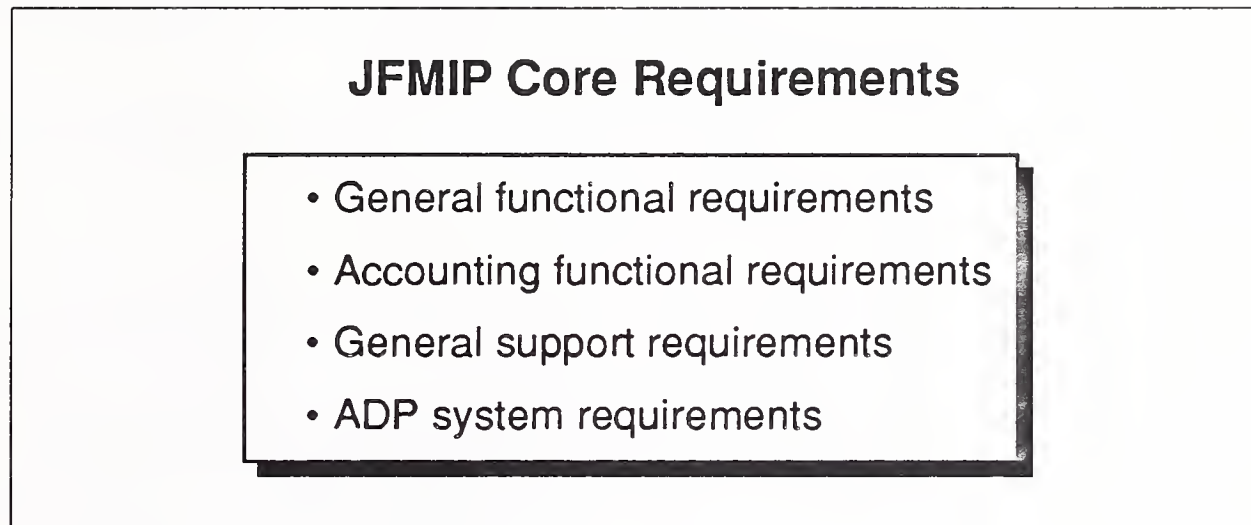 JFMIP Core Requirements
• General functional requirements
• Accounting functional requirements
• General support requirements
• ADP system requirements